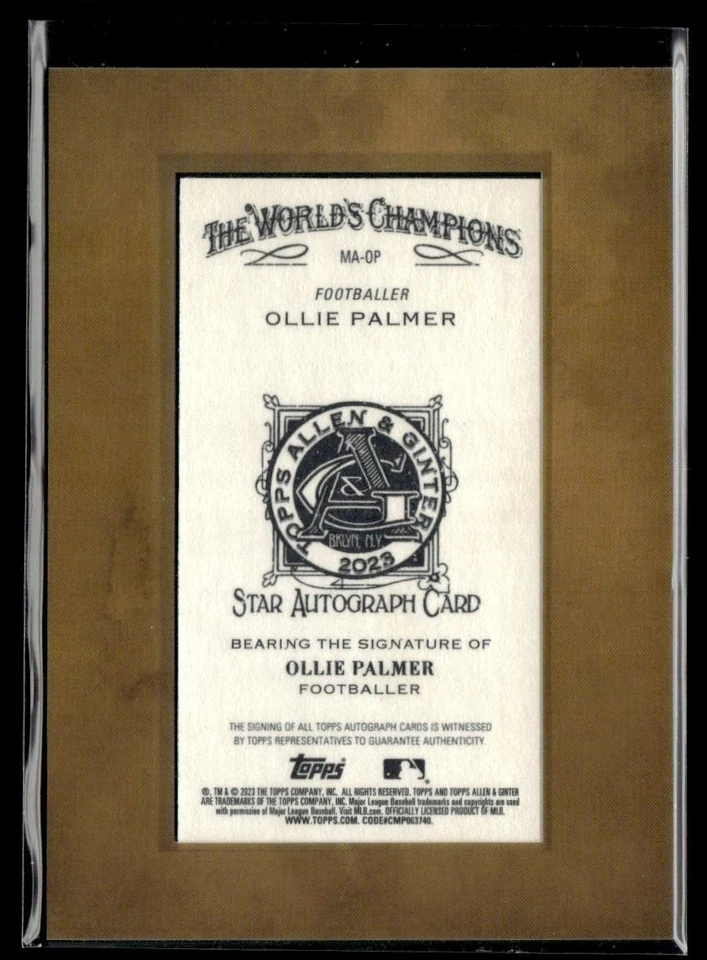 THE WORLD'S CHAMPIONS
MA-OP
FOOTBALLER
OLLIE PALMER
TOPPS ALLEN & GINTER
A&G
BKLYN, N.Y.
2023
STAR AUTOGRAPH CARD
BEARING THE SIGNATURE OF
OLLIE PALMER
FOOTBALLER
THE SIGNING OF ALL TOPPS AUTOGRAPH CARDS IS WITNESSED
BY TOPPS REPRESENTATIVES TO GUARANTEE AUTHENTICITY.
topps
®, TM & © 2023 THE TOPPS COMPANY, INC. ALL RIGHTS RESERVED. TOPPS AND TOPPS ALLEN & GINTER
ARE TRADEMARKS OF THE TOPPS COMPANY, INC. Major League Baseball trademarks and copyrights are used
with permission of Major League Baseball. Visit MLB.com. OFFICIALLY LICENSED PRODUCT OF MLB.
WWW.TOPPS.COM. CODE#CMP063740.